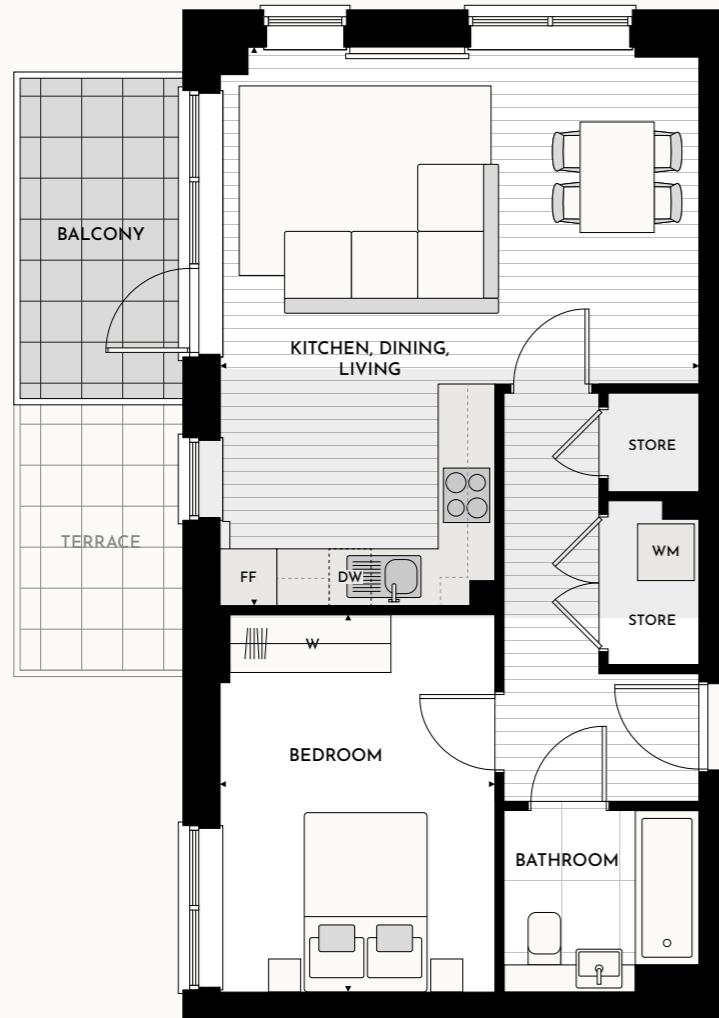 BALCONY
KITCHEN, DINING,
LIVING
STORE
TERRACE
WM
FF
DW
STORE
W
BEDROOM
BATHROOM